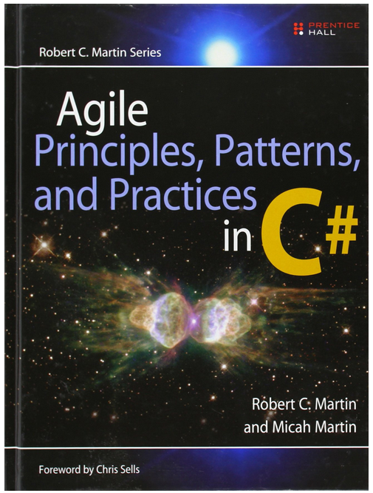 Robert C. Martin Series
PRENTICE
HALL
Agile
Principles, Patterns,
and Practices
in C#
Robert C. Martin
and Micah Martin
Foreword by Chris Sells